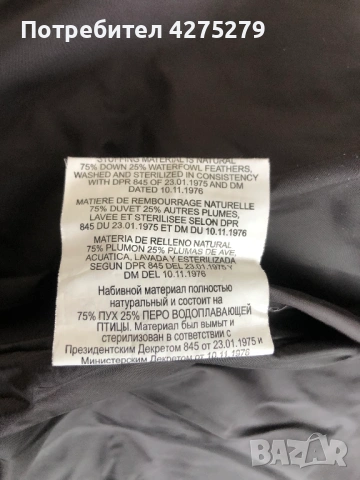 Потребител 4275279
STUFFING MATERIAL IS NATURAL
75% DOWN 25% WATERFOWL FEATHERS,
WASHED AND STERILIZED IN CONSISTENCY
WITH DPR 845 OF 23.01.1975 AND DM
DATED 10.11.1976
MATIERE DE REMBOURRAGE NATURELLE
75% DUVET 25% AUTRES PLUMES,
LAVEE ET STERILISEE SELON DPR
845 DU 23.01.1975 ET DM DU 10.11.1976
MATERIA DE RELLENO NATURAL
75% PLUMON 25% PLUMAS DE AVE,
ACUATICA, LAVADA Y ESTERILIZADA
SEGUN DPR 845 DEL 23.01.1975 Y
DM DEL 10.11.1976
Набивной материал полностью
натуральный и состоит на
75% ПУХ 25% ПЕРО ВОДОПЛАВАЮЩЕЙ
ПТИЦЫ. Материал был вымыт и
стерилизован в соответствии с
Президентским Декретом 845 от 23.01.1975 и
Министерским Декретом от 10.11.1976
BAZAR